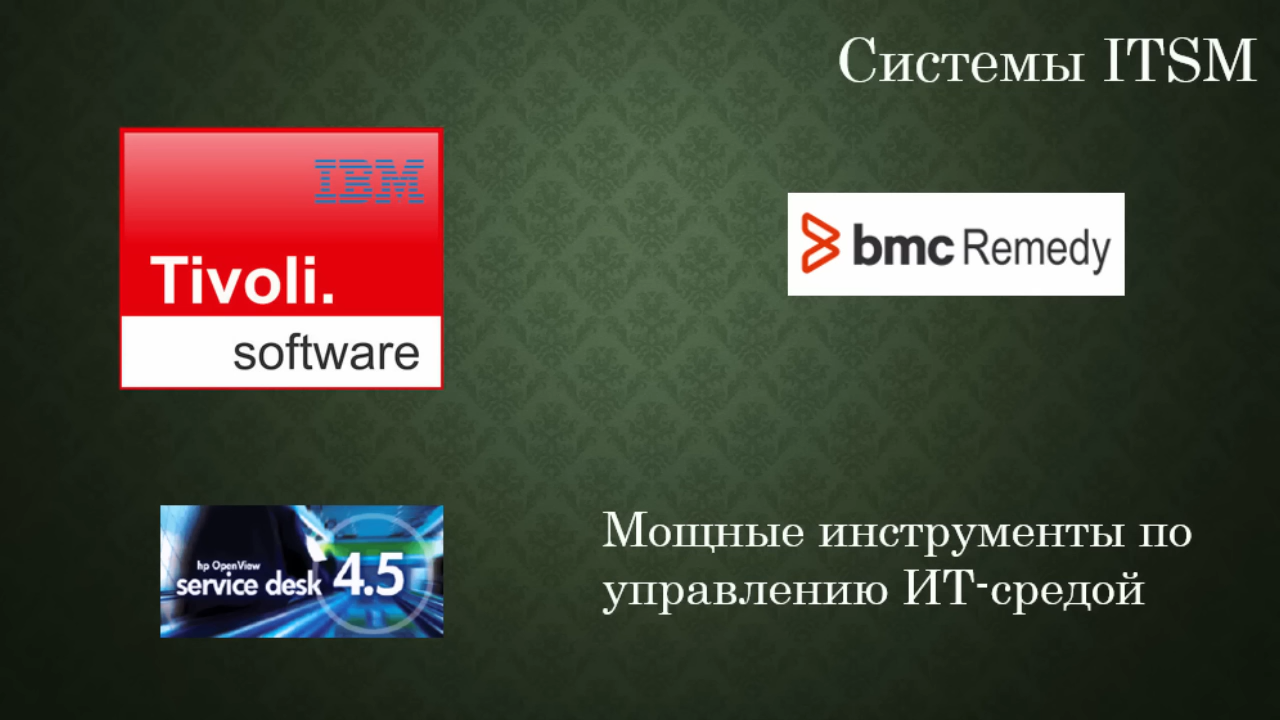 Системы ITSM
IBM
Tivoli.
software
bmc Remedy
hp OpenView
service desk 4.5
Мощные инструменты по
управлению ИТ-средой